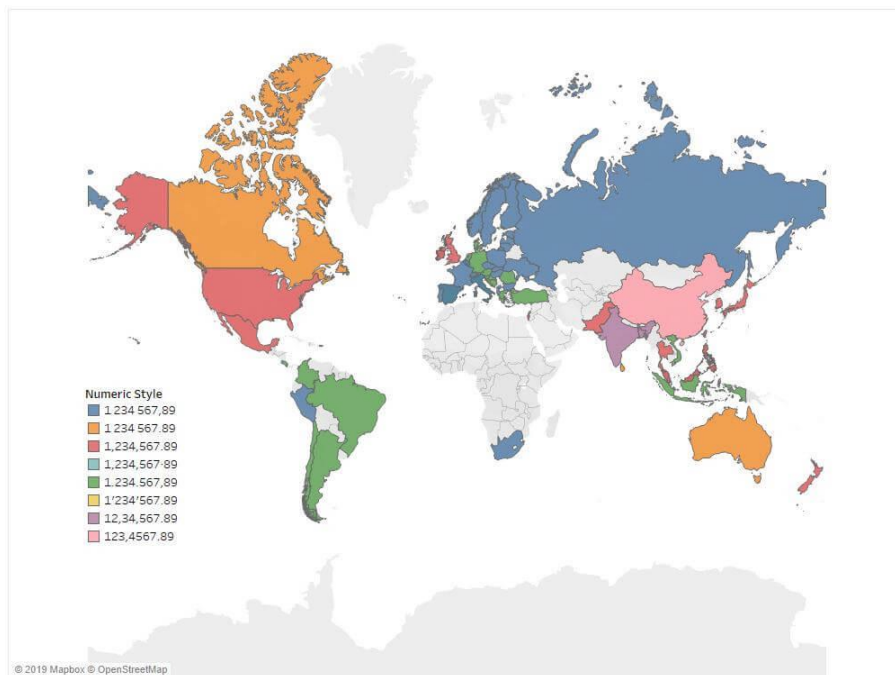 Numeric Style
1 234 567,89
1 234 567.89
1,234,567.89
1,234,567·89
1.234.567,89
1'234'567.89
12,34,567.89
123,4567.89
© 2019 Mapbox © OpenStreetMap